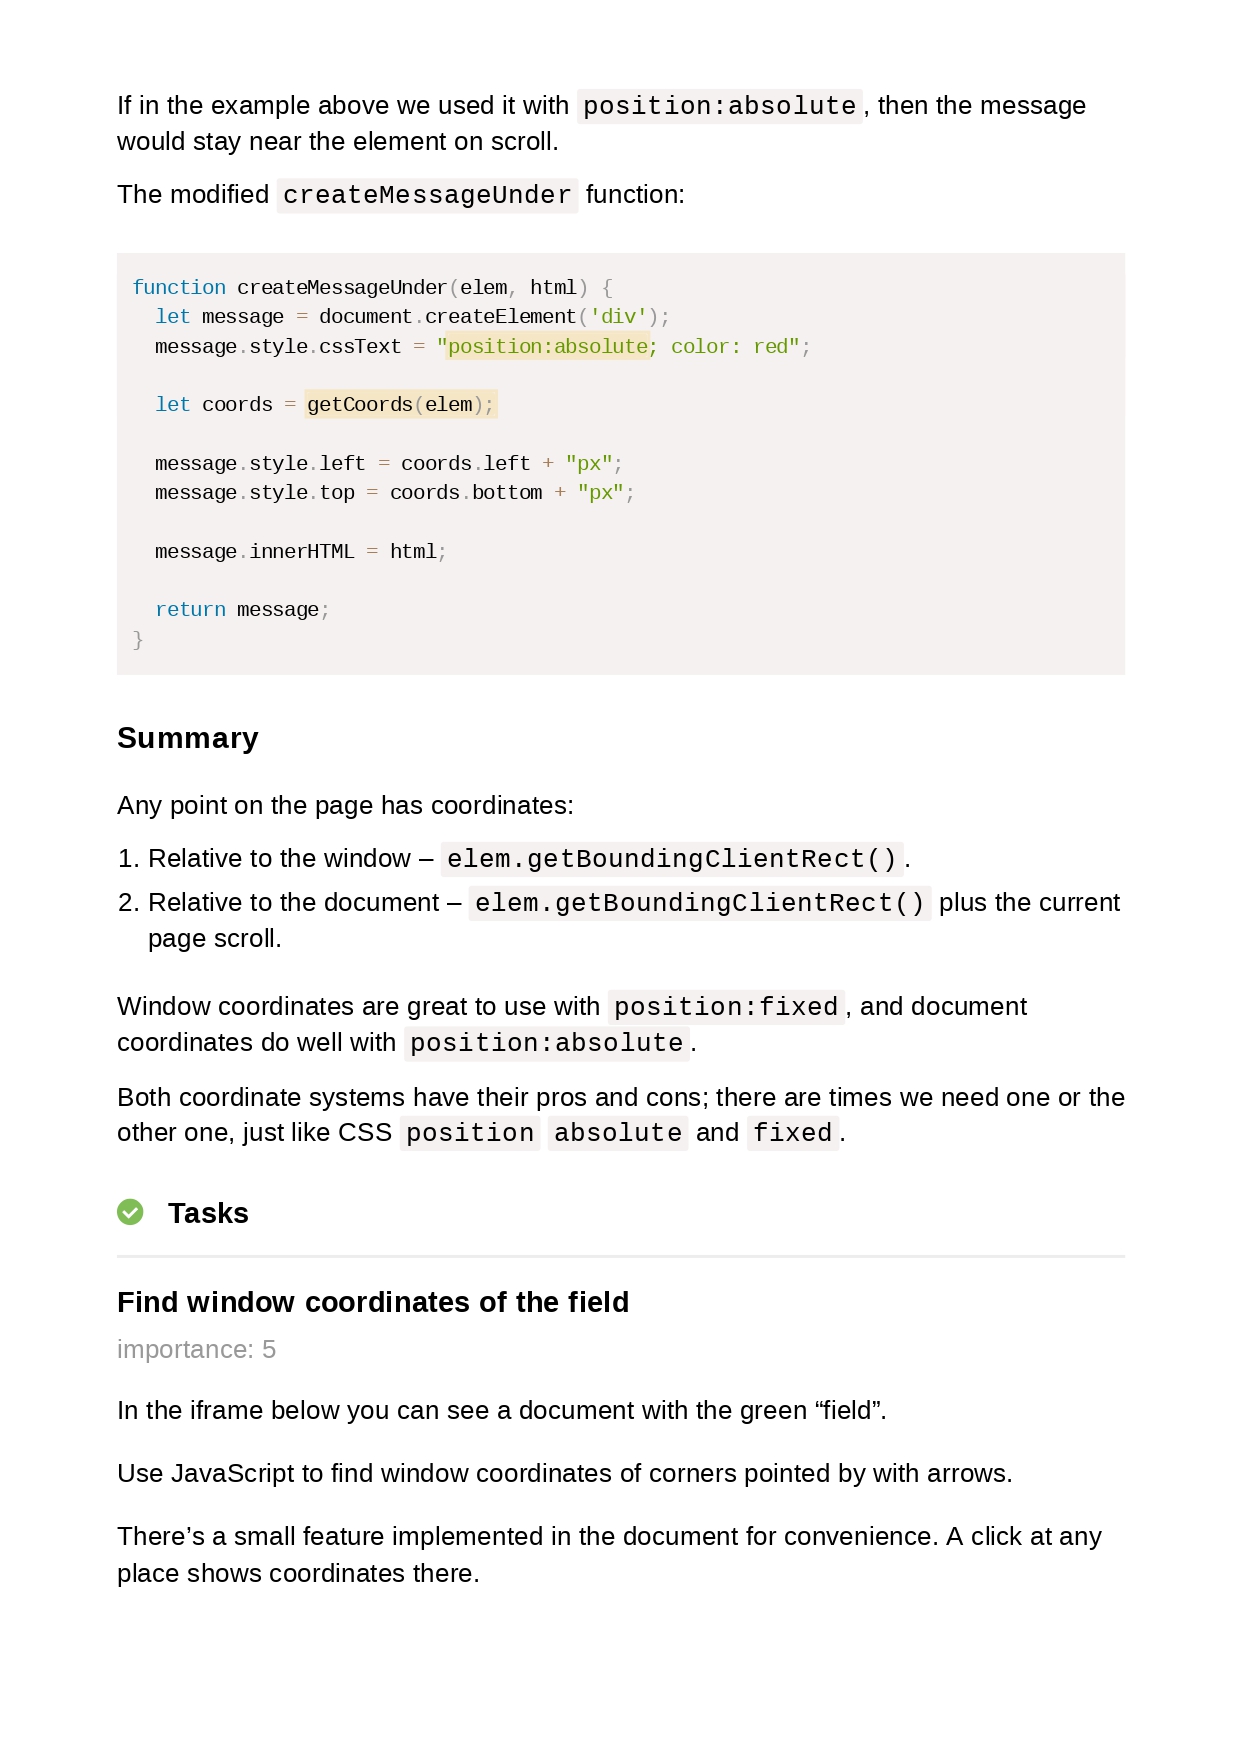 If in the example above we used it with position:absolute, then the message
would stay near the element on scroll.
The modified createMessageUnder function:
function createMessageUnder(elem, html) {
  let message = document.createElement('div');
  message.style.cssText = "position:absolute; color: red";
  let coords = getCoords(elem);
  message.style.left = coords.left + "px";
  message.style.top = coords.bottom + "px";
  message.innerHTML = html;
  return message;
}
Summary
Any point on the page has coordinates:
1. Relative to the window – elem.getBoundingClientRect().
2. Relative to the document – elem.getBoundingClientRect() plus the current
page scroll.
Window coordinates are great to use with position:fixed, and document
coordinates do well with position:absolute.
Both coordinate systems have their pros and cons; there are times we need one or the
other one, just like CSS position absolute and fixed.
Tasks
Find window coordinates of the field
importance: 5
In the iframe below you can see a document with the green “field”.
Use JavaScript to find window coordinates of corners pointed by with arrows.
There’s a small feature implemented in the document for convenience. A click at any
place shows coordinates there.